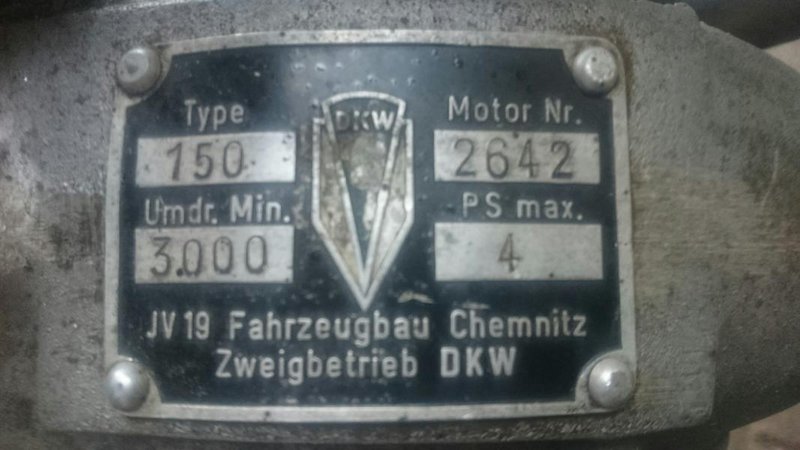 Type
150
Umdr. Min.
3.000
DKW
Motor Nr.
2642
PS max.
4
JV 19 Fahrzeugbau Chemnitz
Zweigbetrieb DKW